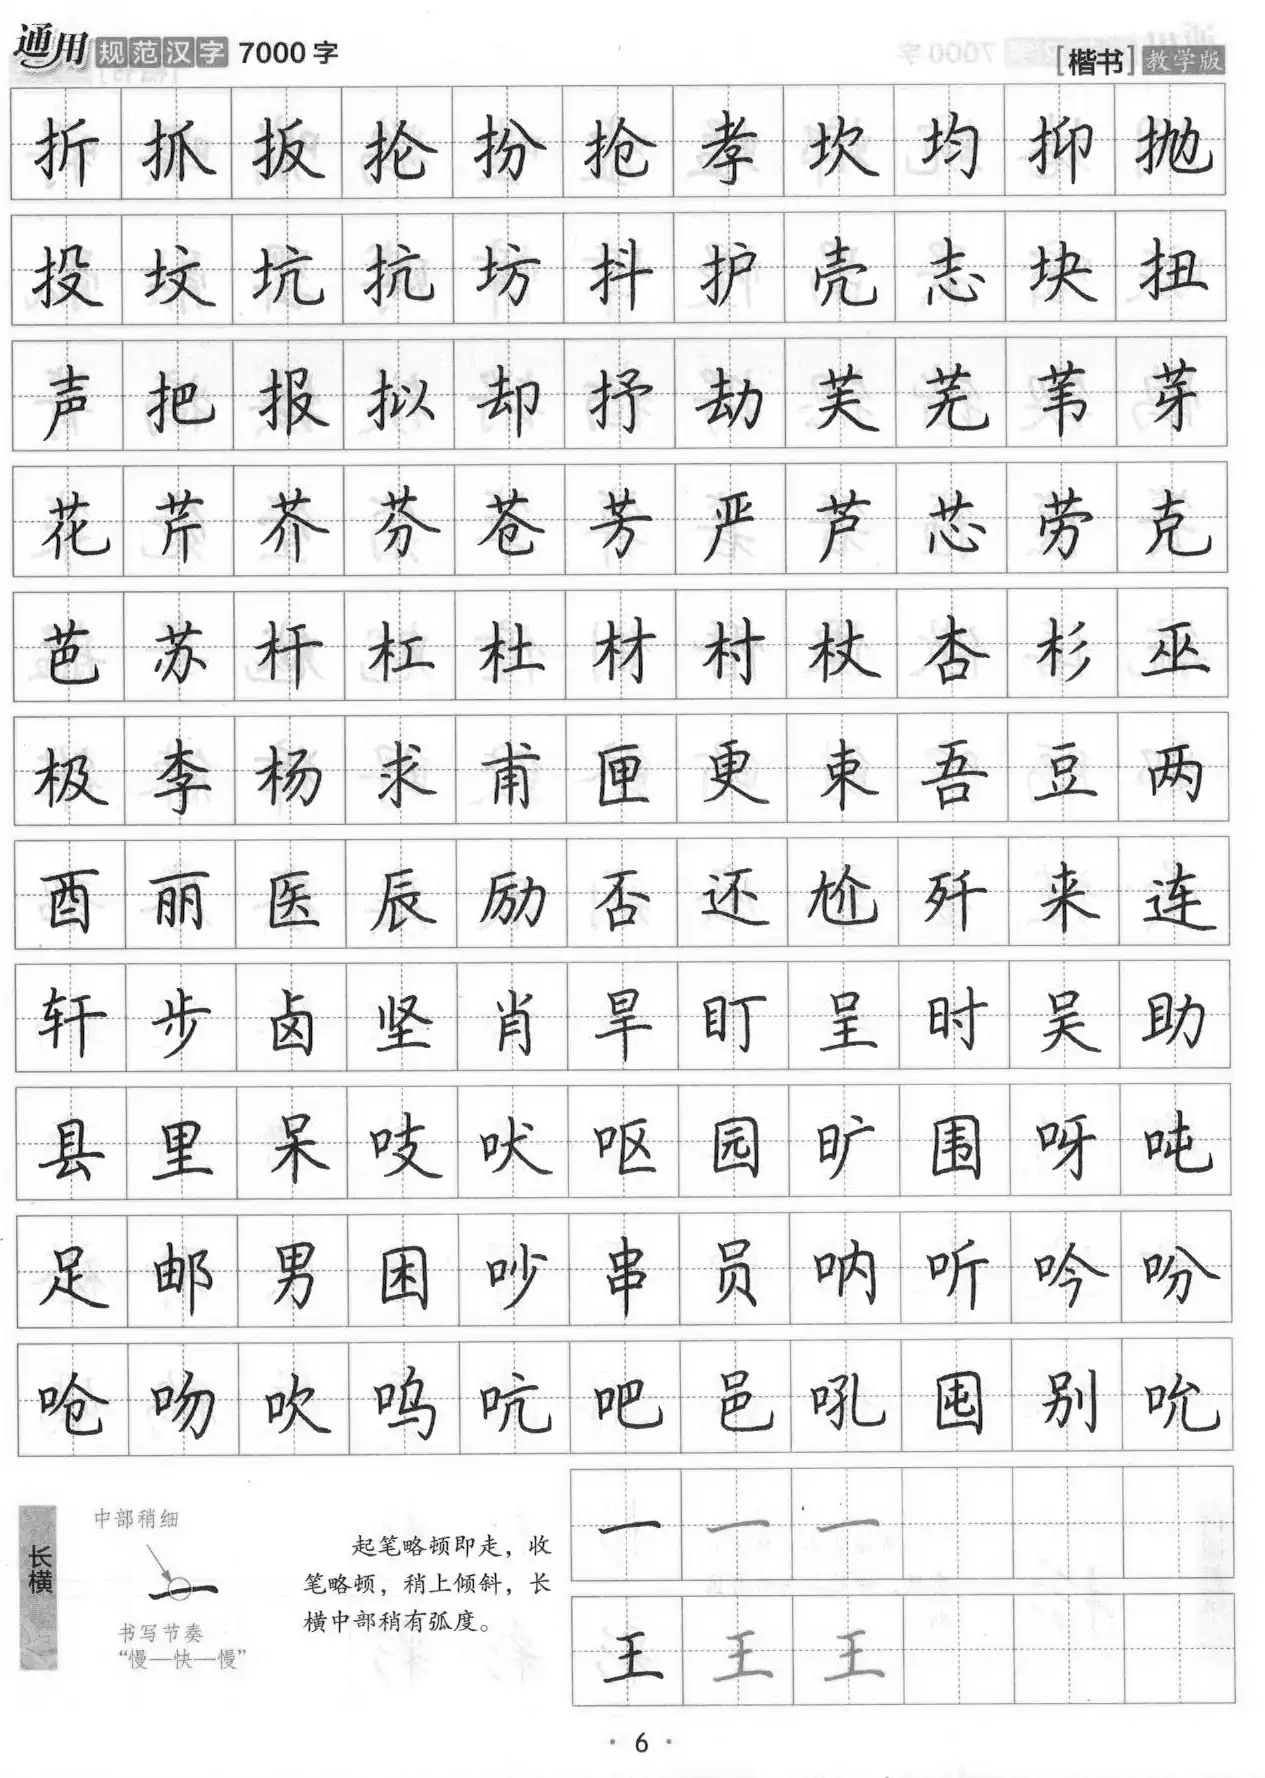 通用规范汉字 7000 字
[楷书] 教学版
折抓扳抡扮抢孝坎均抑抛
投坟坑抗坊抖护壳志块扭
声把报拟却抒劫芙芜苇芽
花芹芥芬苍芳严芦芯劳克
芭苏杆杠杜材村杖杏杉巫
极李杨求甫匣更束吾豆两
酉丽医辰励否还尬歼来连
轩步卤坚肖旱盯呈时吴助
县里呆吱吠呕园旷围呀吨
足邮男困吵串员呐听吟吩
呛吻吹呜吭吧邑吼囤别吮
一一一
王王王
长横
中部稍细
书写节奏
“慢—快—慢”
起笔略顿即走，收
笔略顿，稍上倾斜，长
横中部稍有弧度。
· 6 ·